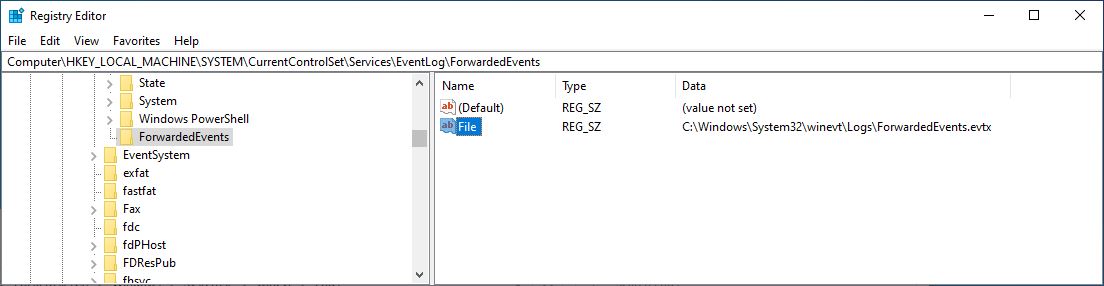 Registry Editor
File Edit View Favorites Help
Computer\HKEY_LOCAL_MACHINE\SYSTEM\CurrentControlSet\Services\EventLog\ForwardedEvents
State
System
Windows PowerShell
ForwardedEvents
EventSystem
exfat
fastfat
Fax
fdc
fdPHost
FDResPub
fhsvc
Name Type Data
ab (Default) REG_SZ (value not set)
ab File REG_SZ C:\Windows\System32\winevt\Logs\ForwardedEvents.evtx